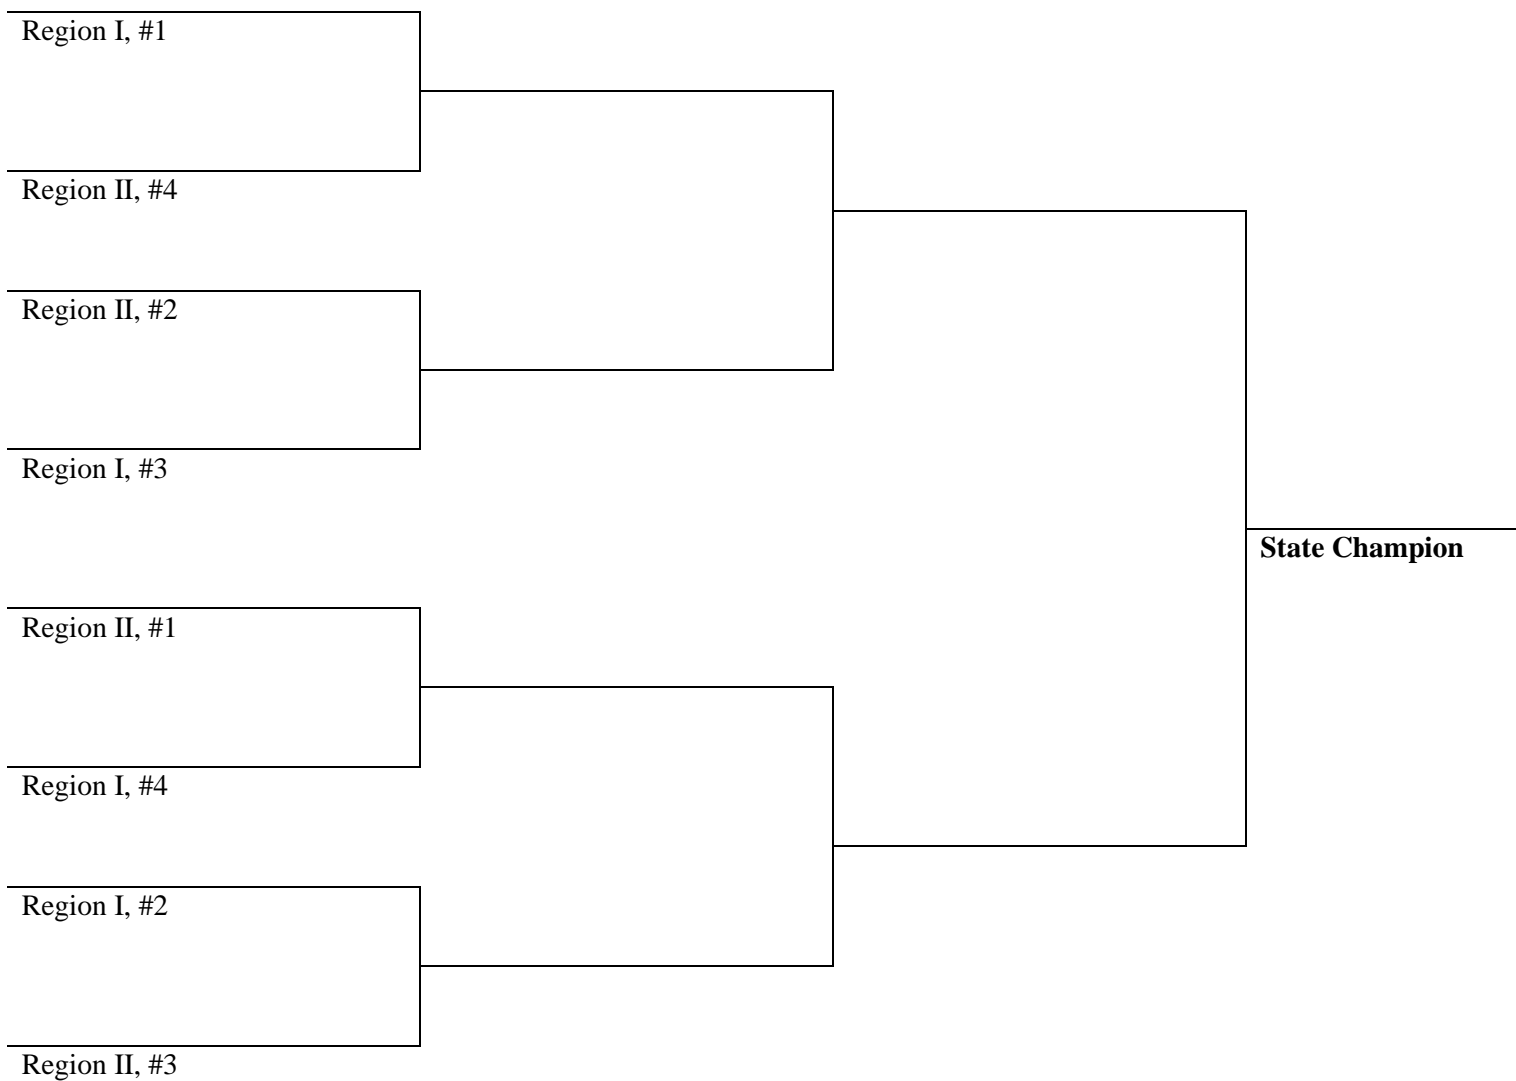 Region I, #1
Region II, #4
Region II, #2
Region I, #3
State Champion
Region II, #1
Region I, #4
Region I, #2
Region II, #3